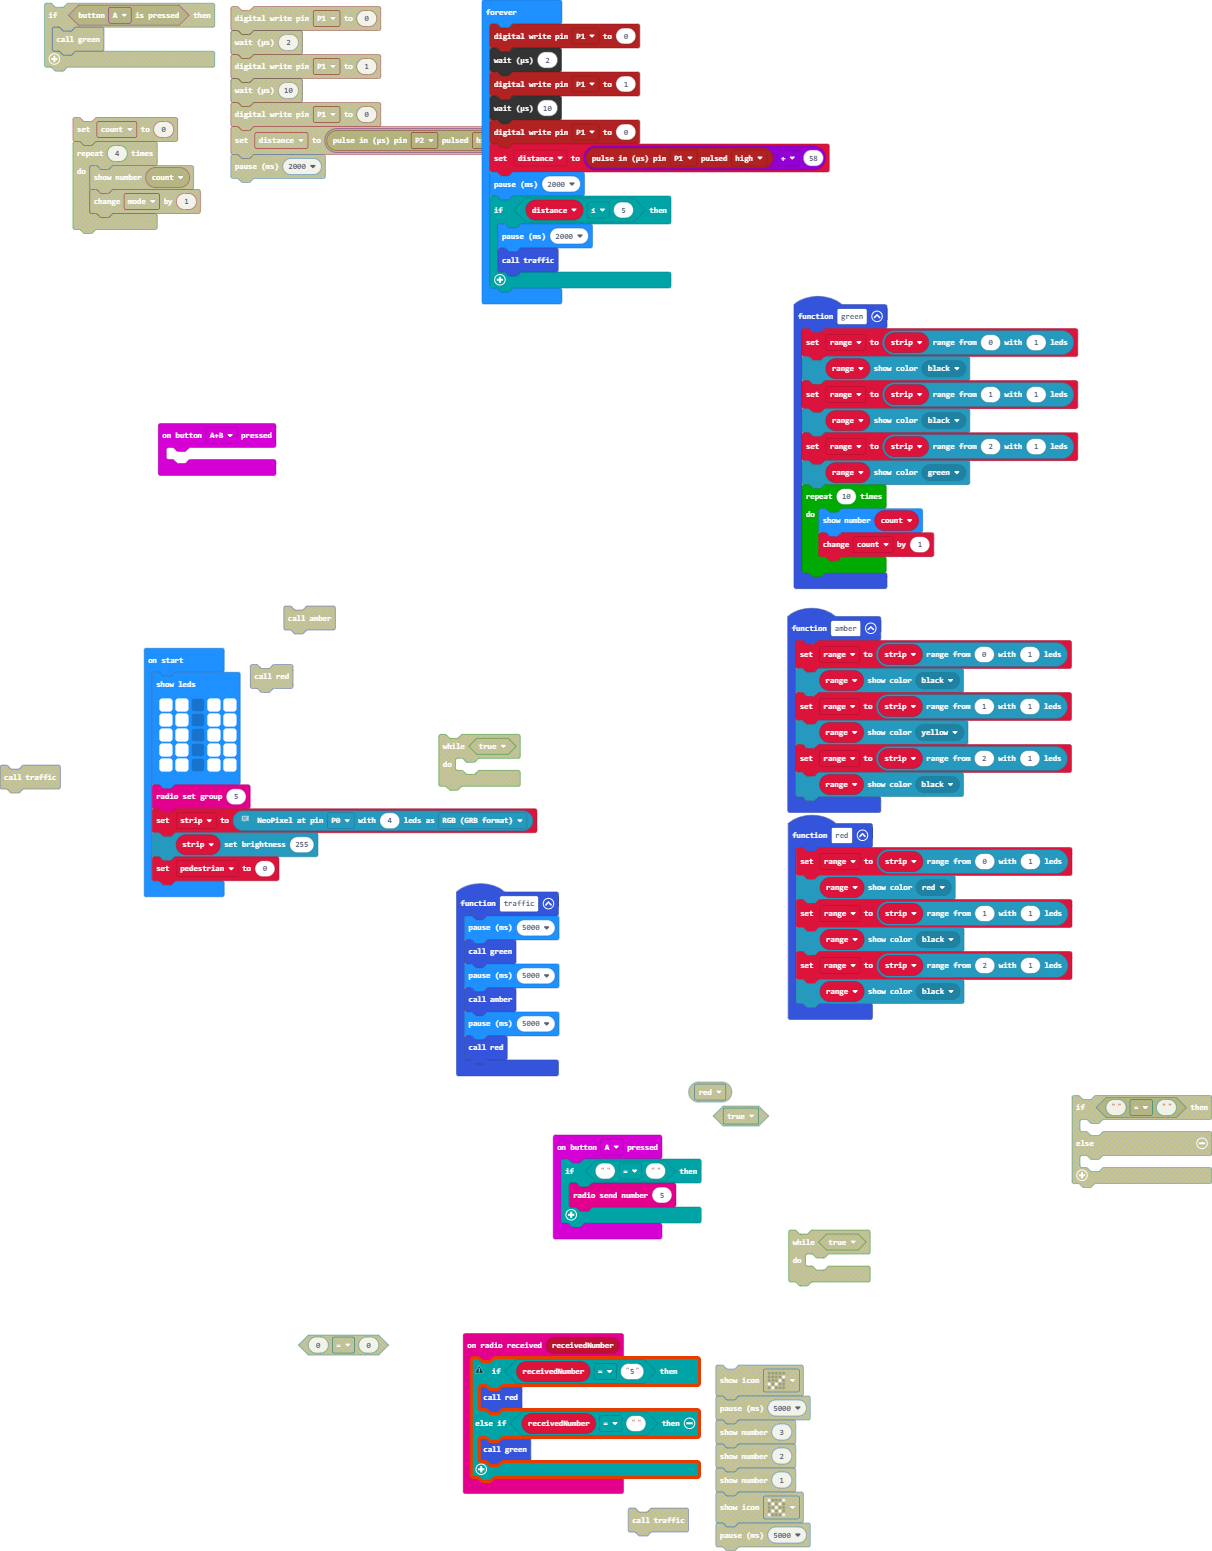 if button A is pressed then
call green
set count to 0
repeat 4 times
do
show number count
change mode by 1
digital write pin P1 to 0
wait (µs) 2
digital write pin P1 to 1
wait (µs) 10
digital write pin P1 to 0
set distance to pulse in (µs) pin P2 pulsed
pause (ms) 2000
forever
digital write pin P1 to 0
wait (µs) 2
digital write pin P1 to 1
wait (µs) 10
digital write pin P1 to 0
set distance to pulse in (µs) pin P1 pulsed high ÷ 58
pause (ms) 2000
if distance ≤ 5 then
pause (ms) 2000
call traffic
function green
set range to strip range from 0 with 1 leds
range show color black
set range to strip range from 1 with 1 leds
range show color black
set range to strip range from 2 with 1 leds
range show color green
repeat 10 times
do
show number count
change count by 1
on button A+B pressed
call amber
call red
call traffic
on start
show leds
radio set group 5
set strip to NeoPixel at pin P0 with 4 leds as RGB (GRB format)
strip set brightness 255
set pedestrian to 0
while true
do
function amber
set range to strip range from 0 with 1 leds
range show color black
set range to strip range from 1 with 1 leds
range show color yellow
set range to strip range from 2 with 1 leds
range show color black
function red
set range to strip range from 0 with 1 leds
range show color red
set range to strip range from 1 with 1 leds
range show color black
set range to strip range from 2 with 1 leds
range show color black
function traffic
pause (ms) 5000
call green
pause (ms) 5000
call amber
pause (ms) 5000
call red
red
true
on button A pressed
if "" = "" then
radio send number 5
if "" = "" then
else
while true
do
0 = 0
on radio received receivedNumber
if receivedNumber = "5" then
call red
else if receivedNumber = "" then
call green
call traffic
show icon
pause (ms) 5000
show number 3
show number 2
show number 1
show icon
pause (ms) 5000